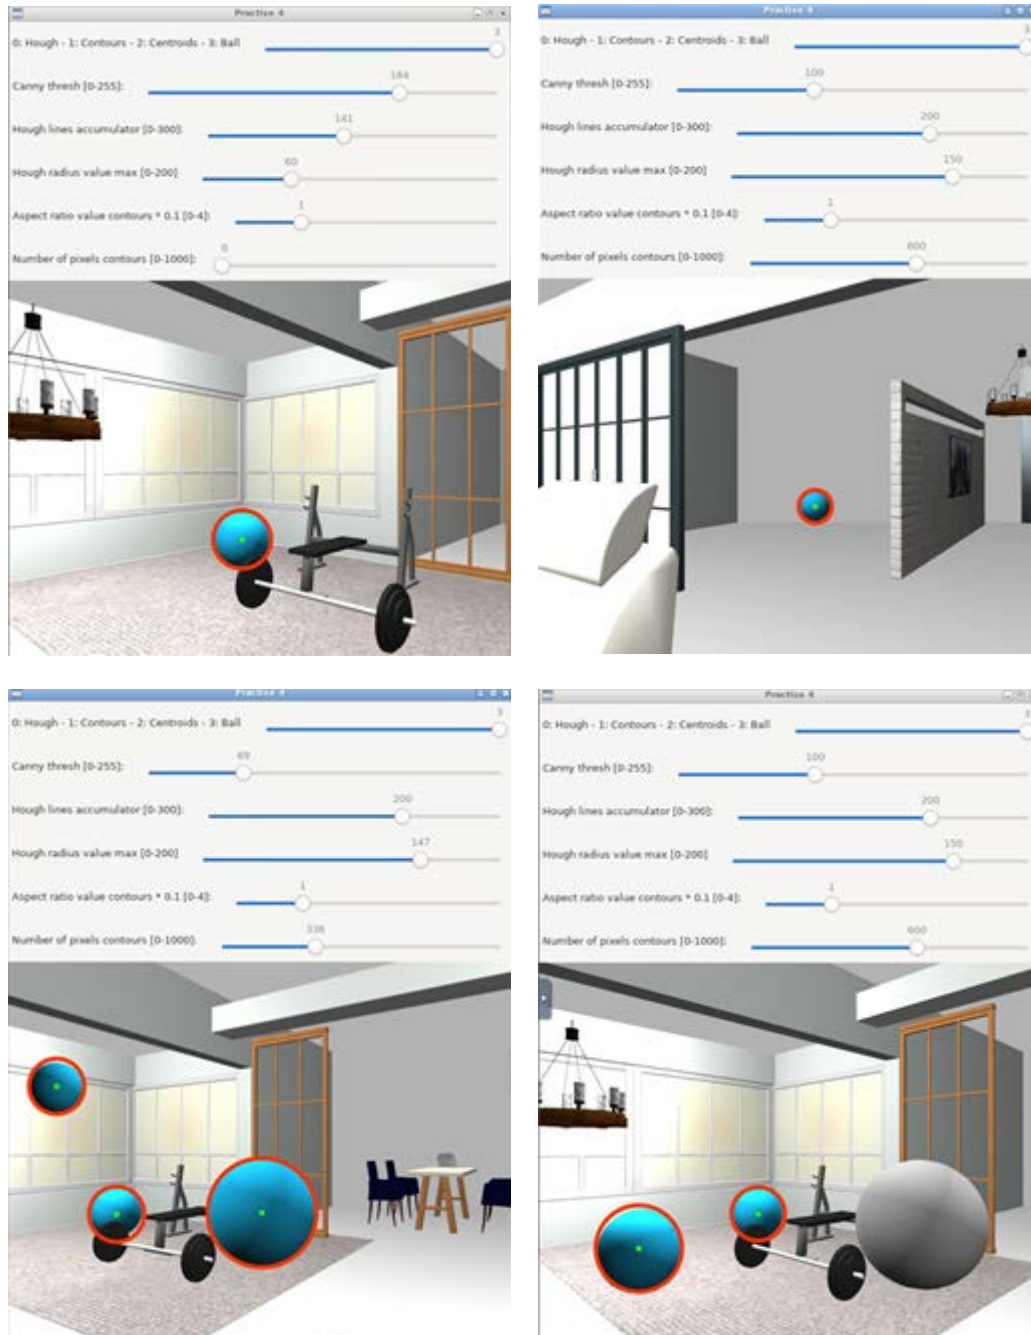 Practice 4
0: Hough - 1: Contours - 2: Centroids - 3: Ball
3
Canny thresh [0-255]:
184
Hough lines accumulator [0-300]:
141
Hough radius value max [0-200]
60
Aspect ratio value contours * 0.1 [0-4]:
1
Number of pixels contours [0-1000]:
0
Practice 4
0: Hough - 1: Contours - 2: Centroids - 3: Ball
3
Canny thresh [0-255]:
100
Hough lines accumulator [0-300]:
200
Hough radius value max [0-200]
150
Aspect ratio value contours * 0.1 [0-4]:
1
Number of pixels contours [0-1000]:
600
Practice 4
0: Hough - 1: Contours - 2: Centroids - 3: Ball
3
Canny thresh [0-255]:
69
Hough lines accumulator [0-300]:
200
Hough radius value max [0-200]
147
Aspect ratio value contours * 0.1 [0-4]:
1
Number of pixels contours [0-1000]:
336
Practice 4
0: Hough - 1: Contours - 2: Centroids - 3: Ball
3
Canny thresh [0-255]:
100
Hough lines accumulator [0-300]:
200
Hough radius value max [0-200]
150
Aspect ratio value contours * 0.1 [0-4]:
1
Number of pixels contours [0-1000]:
600